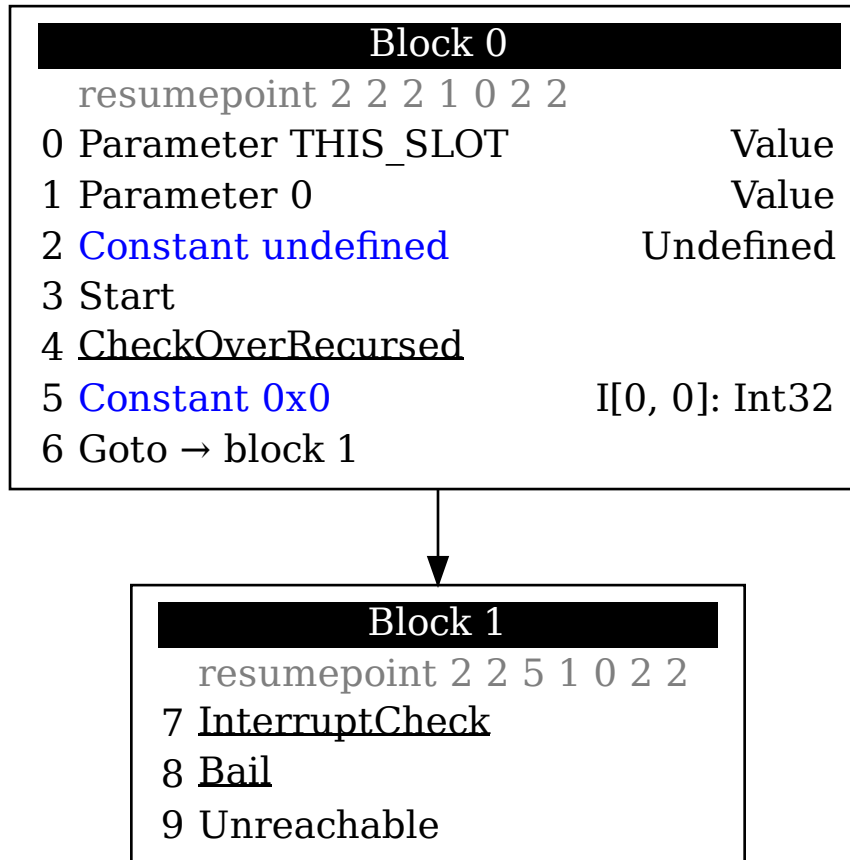 Block 0
resumepoint 2 2 2 1 0 2 2
0 Parameter THIS_SLOT Value
1 Parameter 0 Value
2 Constant undefined Undefined
3 Start
4 CheckOverRecursed
5 Constant 0x0 I[0, 0]: Int32
6 Goto → block 1
Block 1
resumepoint 2 2 5 1 0 2 2
7 InterruptCheck
8 Bail
9 Unreachable